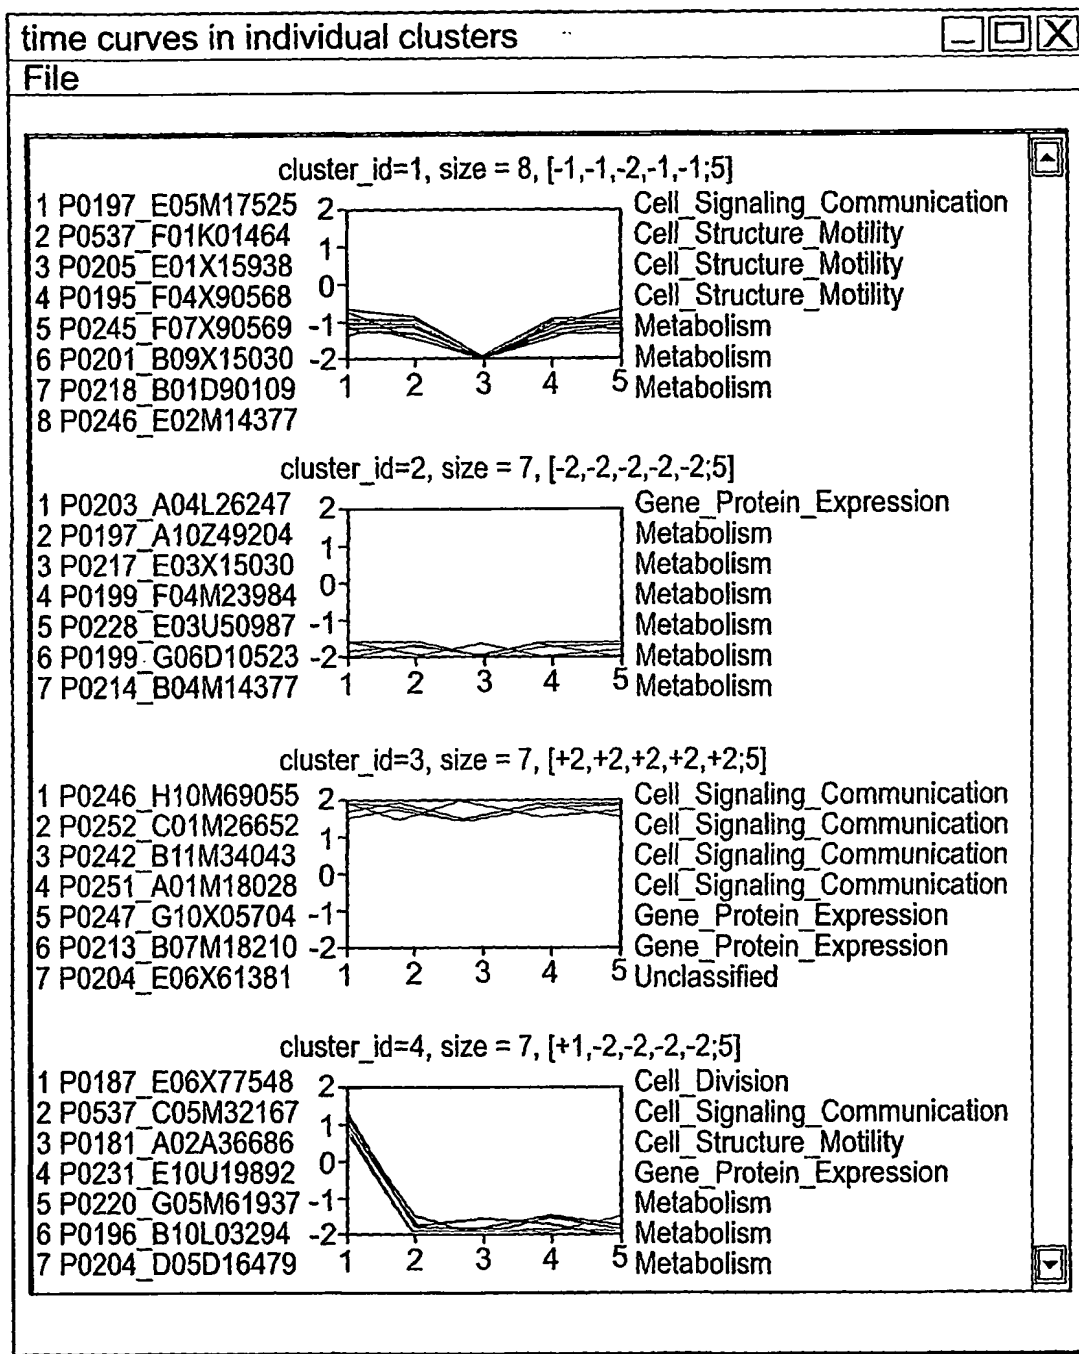 time curves in individual clusters
File
cluster_id=1, size = 8, [-1,-1,-2,-1,-1;5]
1 P0197_E05M17525 2 Cell_Signaling_Communication
2 P0537_F01K01464 1 Cell_Structure_Motility
3 P0205_E01X15938 0 Cell_Structure_Motility
4 P0195_F04X90568 Cell_Structure_Motility
5 P0245_F07X90569 -1 Metabolism
6 P0201_B09X15030 -2 Metabolism
7 P0218_B01D90109 1 2 3 4 5 Metabolism
8 P0246_E02M14377
cluster_id=2, size = 7, [-2,-2,-2,-2,-2;5]
1 P0203_A04L26247 2 Gene_Protein_Expression
2 P0197_A10Z49204 1 Metabolism
3 P0217_E03X15030 0 Metabolism
4 P0199_F04M23984 Metabolism
5 P0228_E03U50987 -1 Metabolism
6 P0199_G06D10523 -2 Metabolism
7 P0214_B04M14377 1 2 3 4 5 Metabolism
cluster_id=3, size = 7, [+2,+2,+2,+2,+2;5]
1 P0246_H10M69055 2 Cell_Signaling_Communication
2 P0252_C01M26652 1 Cell_Signaling_Communication
3 P0242_B11M34043 0 Cell_Signaling_Communication
4 P0251_A01M18028 Cell_Signaling_Communication
5 P0247_G10X05704 -1 Gene_Protein_Expression
6 P0213_B07M18210 -2 Gene_Protein_Expression
7 P0204_E06X61381 1 2 3 4 5 Unclassified
cluster_id=4, size = 7, [+1,-2,-2,-2,-2;5]
1 P0187_E06X77548 2 Cell_Division
2 P0537_C05M32167 1 Cell_Signaling_Communication
3 P0181_A02A36686 0 Cell_Structure_Motility
4 P0231_E10U19892 Gene_Protein_Expression
5 P0220_G05M61937 -1 Metabolism
6 P0196_B10L03294 -2 Metabolism
7 P0204_D05D16479 1 2 3 4 5 Metabolism